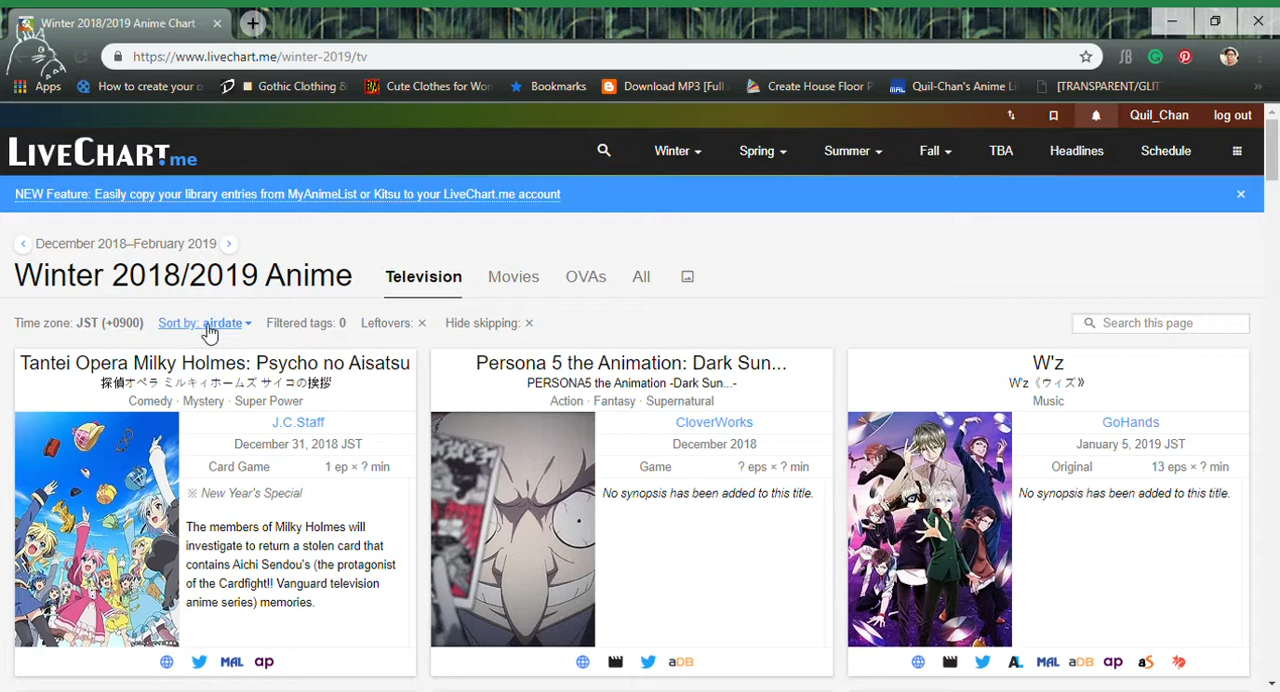 Winter 2018/2019 Anime Chart
https://www.livechart.me/winter-2019/tv
Apps How to create your o Gothic Clothing & Cute Clothes for Wo Bookmarks Download MP3 [Full Create House Floor P Quil-Chan's Anime Li [TRANSPARENT/GLIT »
Quil_Chan log out
LIVECHART.me Winter Spring Summer Fall TBA Headlines Schedule
NEW Feature: Easily copy your library entries from MyAnimeList or Kitsu to your LiveChart.me account
December 2018–February 2019
Winter 2018/2019 Anime Television Movies OVAs All
Time zone: JST (+0900) Sort by: airdate Filtered tags: 0 Leftovers: × Hide skipping: × Search this page
Tantei Opera Milky Holmes: Psycho no Aisatsu
探偵オペラ ミルキィホームズ サイコの挨拶
Comedy · Mystery · Super Power
J.C.Staff
December 31, 2018 JST
Card Game 1 ep × ? min
※ New Year's Special
The members of Milky Holmes will
investigate to return a stolen card that
contains Aichi Sendou's (the protagonist
of the Cardfight!! Vanguard television
anime series) memories.
MAL ap
Persona 5 the Animation: Dark Sun...
PERSONA5 the Animation -Dark Sun...-
Action · Fantasy · Supernatural
CloverWorks
December 2018
Game ? eps × ? min
No synopsis has been added to this title.
aDB
W'z
W'z《ウィズ》
Music
GoHands
January 5, 2019 JST
Original 13 eps × ? min
No synopsis has been added to this title.
AL MAL aDB ap aS